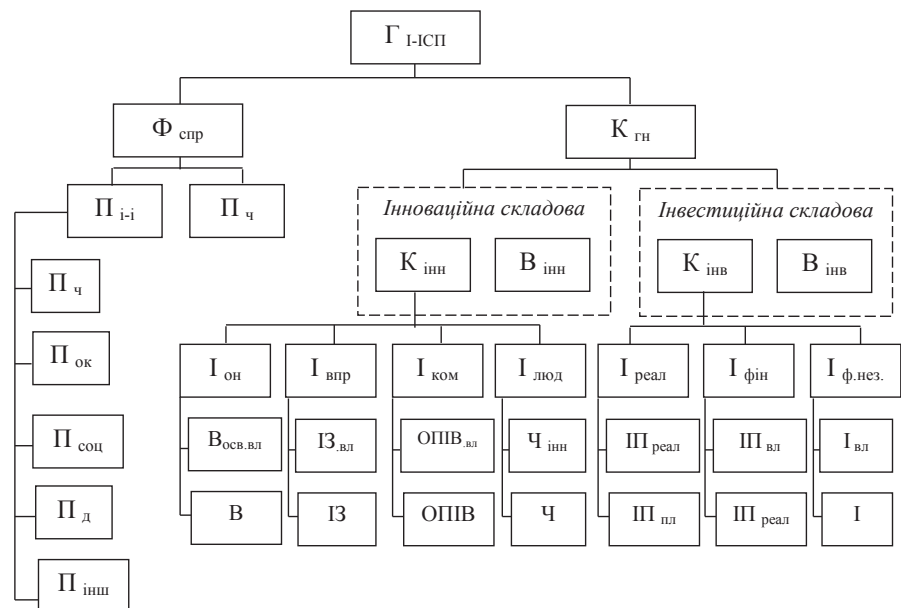 Г І-ІСП
Ф спр
К гн
П і-і
П ч
Інноваційна складова
Інвестиційна складова
К інн
В інн
К інв
В інв
П ч
П ок
П соц
П д
П інш
І он
І впр
І ком
І люд
І реал
І фін
І ф.нез.
Восв.вл
ІЗ.вл
ОПІВ.вл
Ч інн
ІП реал
ІП вл
І вл
В
ІЗ
ОПІВ
Ч
ІП пл
ІП реал
І